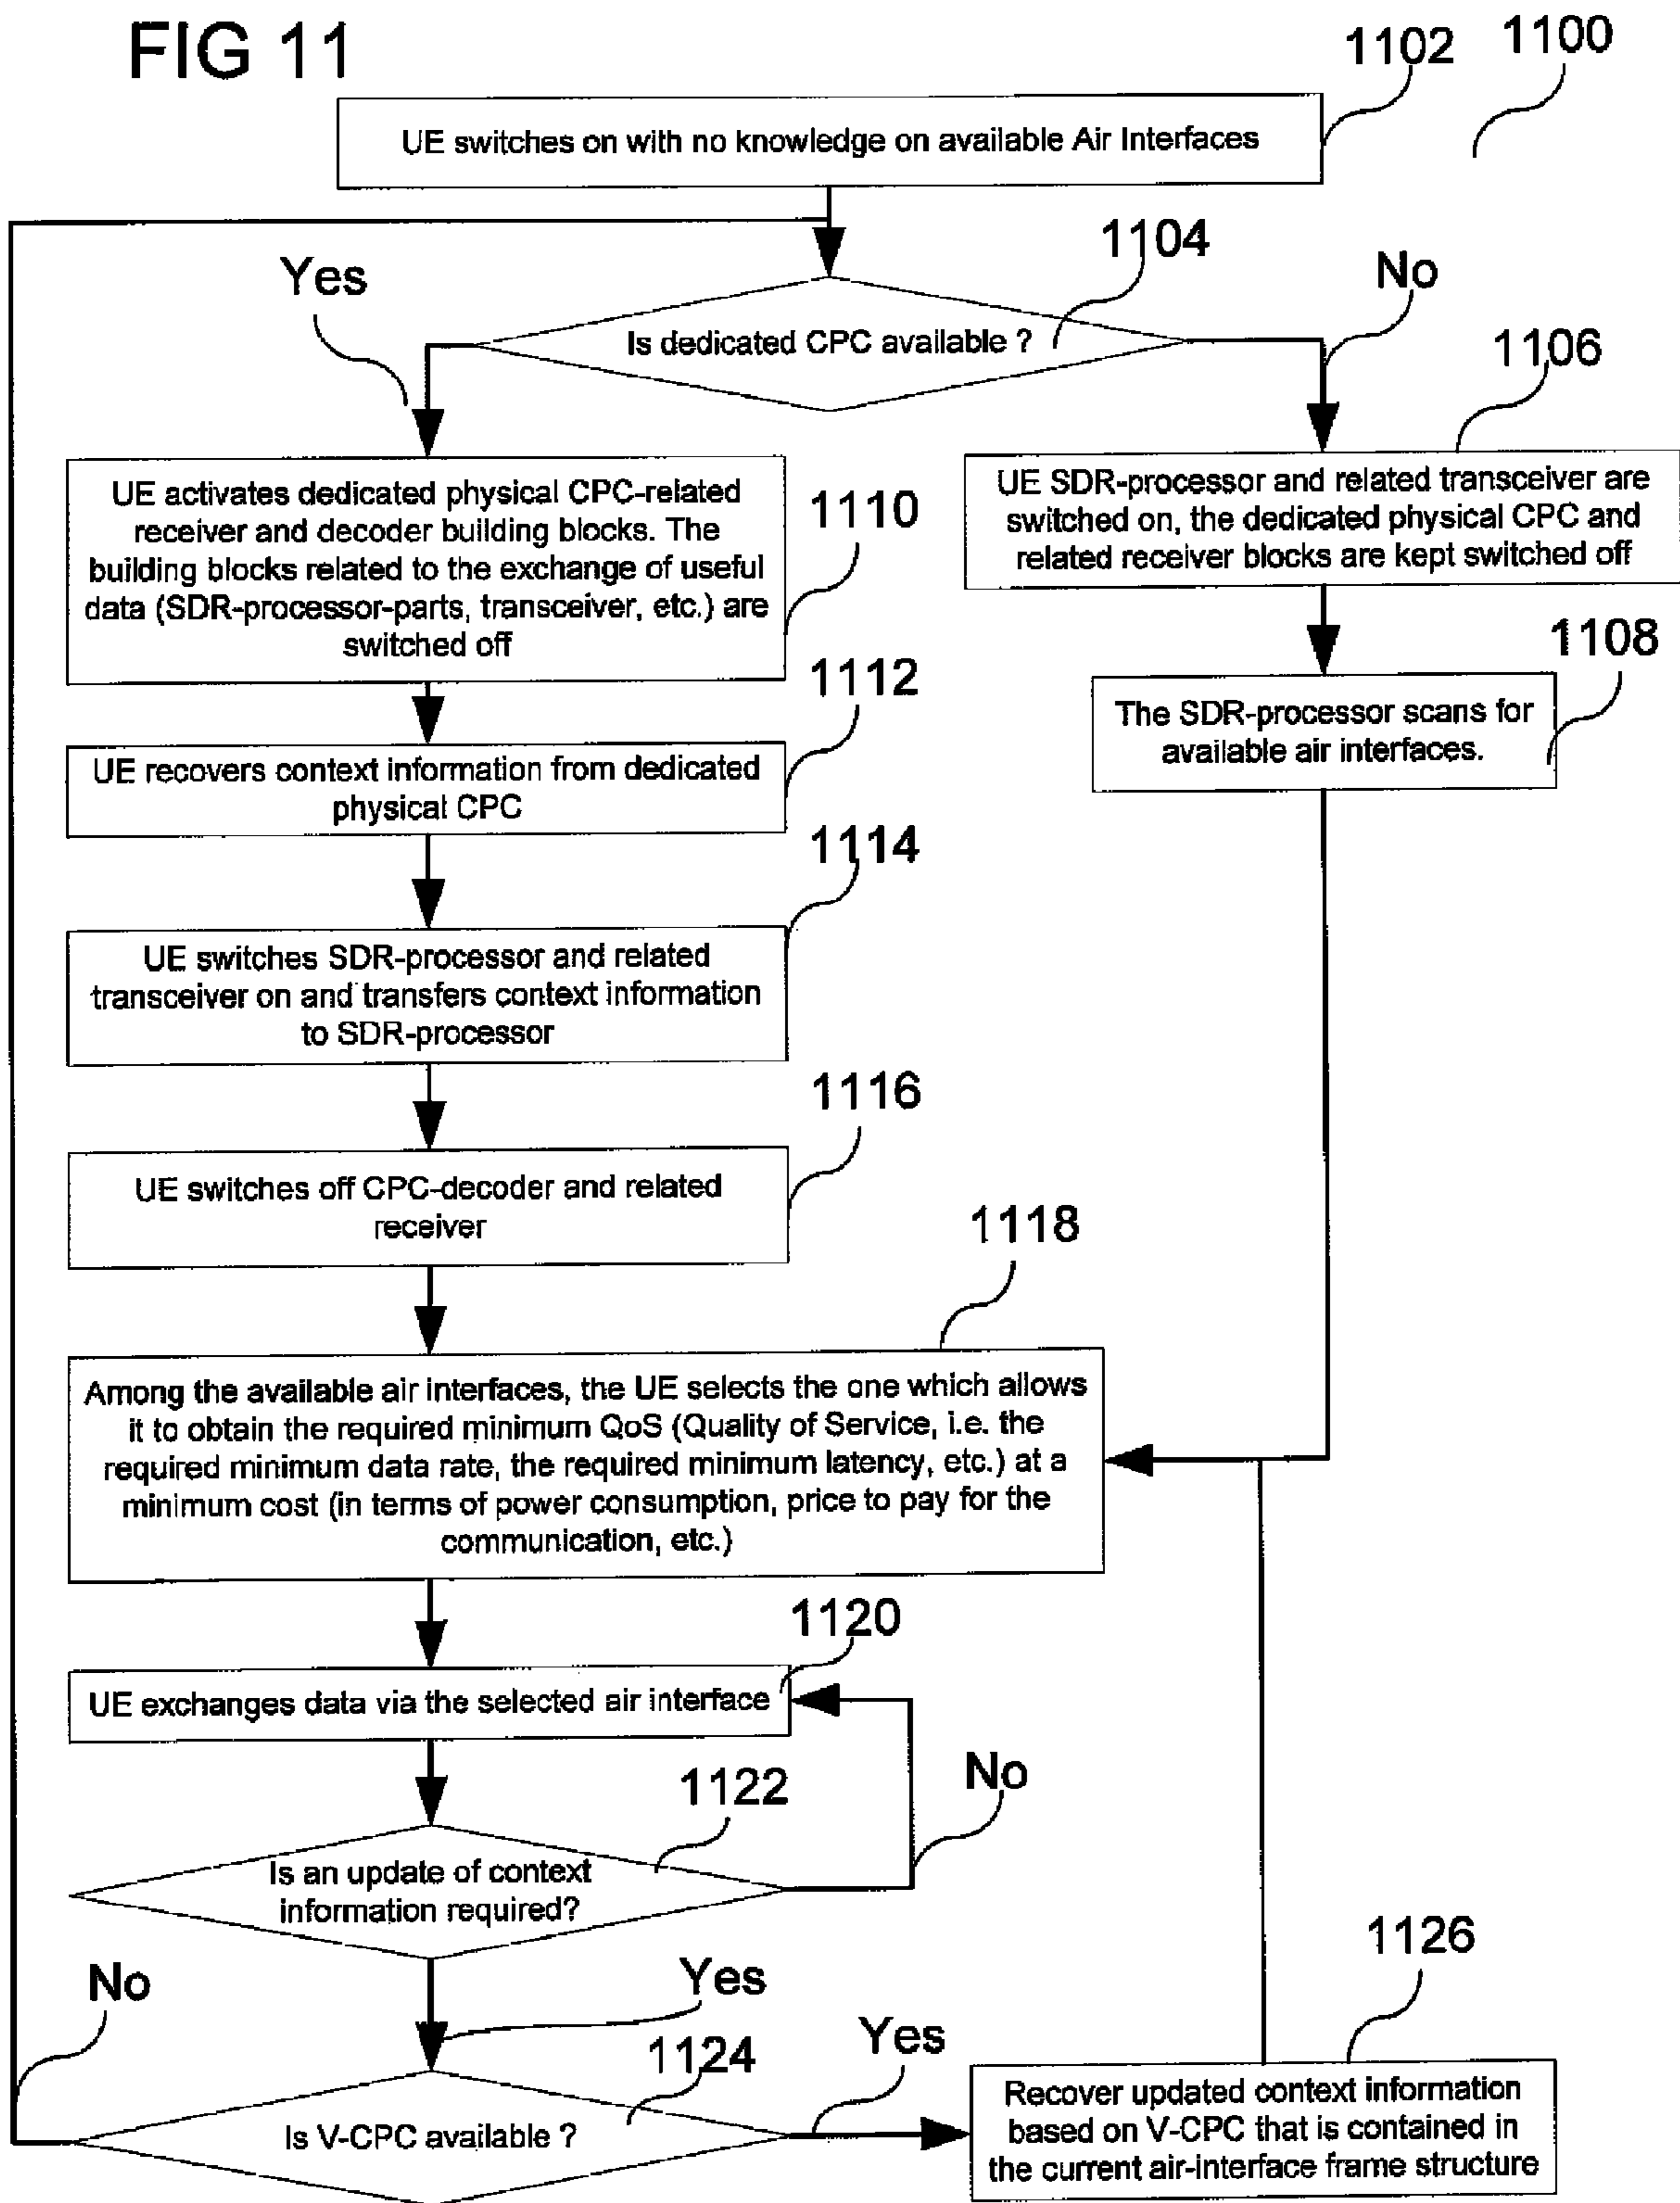 FIG 11
1102
1100
UE switches on with no knowledge on available Air Interfaces
1104
Yes
No
Is dedicated CPC available ?
1106
UE activates dedicated physical CPC-related
receiver and decoder building blocks. The
building blocks related to the exchange of useful
data (SDR-processor-parts, transceiver, etc.) are
switched off
1110
UE SDR-processor and related transceiver are
switched on, the dedicated physical CPC and
related receiver blocks are kept switched off
1108
1112
The SDR-processor scans for
available air interfaces.
UE recovers context information from dedicated
physical CPC
1114
UE switches SDR-processor and related
transceiver on and transfers context information
to SDR-processor
1116
UE switches off CPC-decoder and related
receiver
1118
Among the available air interfaces, the UE selects the one which allows
it to obtain the required minimum QoS (Quality of Service, i.e. the
required minimum data rate, the required minimum latency, etc.) at a
minimum cost (in terms of power consumption, price to pay for the
communication, etc.)
1120
UE exchanges data via the selected air interface
1122
No
Is an update of context
information required?
1126
No
Yes
1124
Yes
Is V-CPC available ?
Recover updated context information
based on V-CPC that is contained in
the current air-interface frame structure